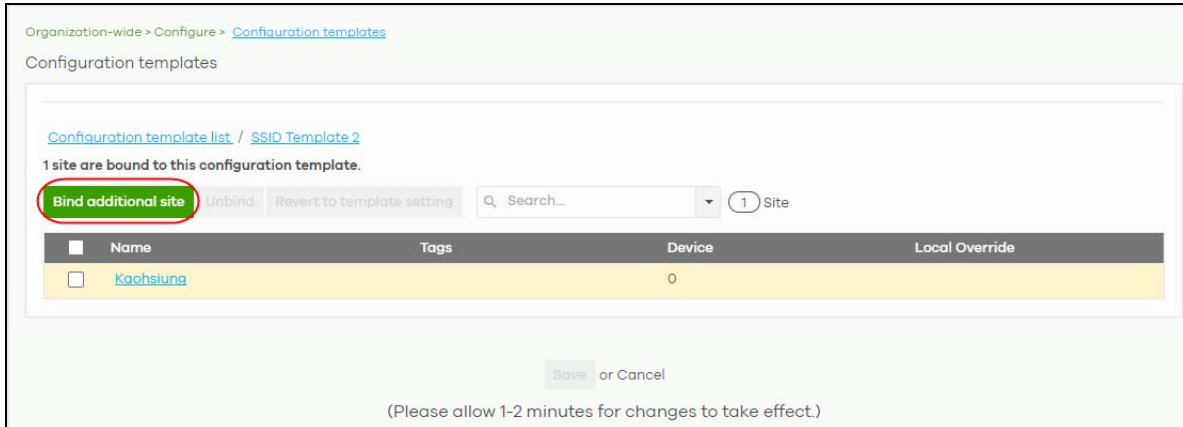 Organization-wide > Configure > Configuration templates
Configuration templates
Configuration template list / SSID Template 2
1 site are bound to this configuration template.
Bind additional site Unbind Revert to template setting Search... 1 Site
Name Tags Device Local Override
Kaohsiung 0
Save or Cancel
(Please allow 1-2 minutes for changes to take effect.)